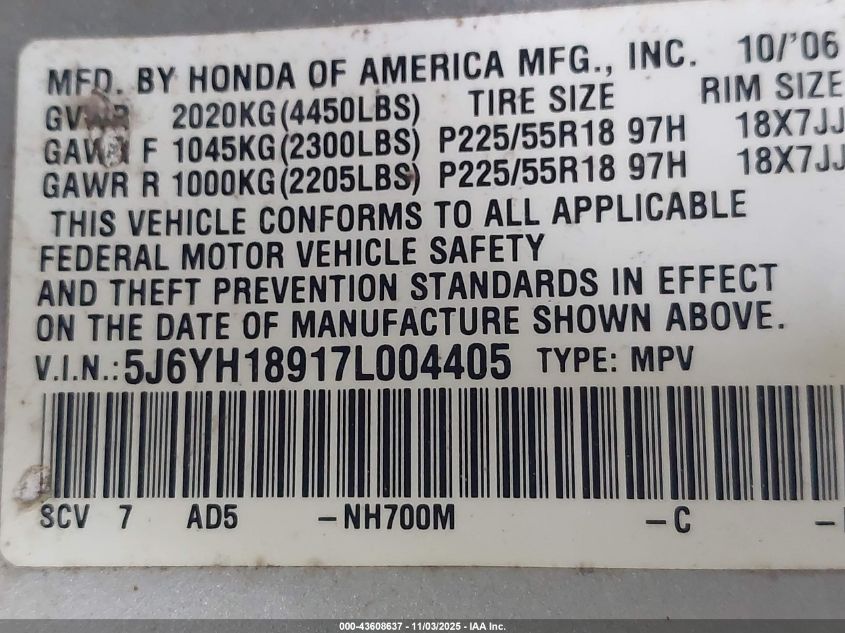 MFD. BY HONDA OF AMERICA MFG., INC. 10/'06
GVWR 2020KG(4450LBS) TIRE SIZE RIM SIZE
GAWR F 1045KG(2300LBS) P225/55R18 97H 18X7JJ
GAWR R 1000KG(2205LBS) P225/55R18 97H 18X7JJ
THIS VEHICLE CONFORMS TO ALL APPLICABLE
FEDERAL MOTOR VEHICLE SAFETY
AND THEFT PREVENTION STANDARDS IN EFFECT
ON THE DATE OF MANUFACTURE SHOWN ABOVE.
V.I.N.:5J6YH18917L004405 TYPE: MPV
SCV 7 AD5 -NH700M -C -
000-43608637 - 11/03/2025 - IAA Inc.